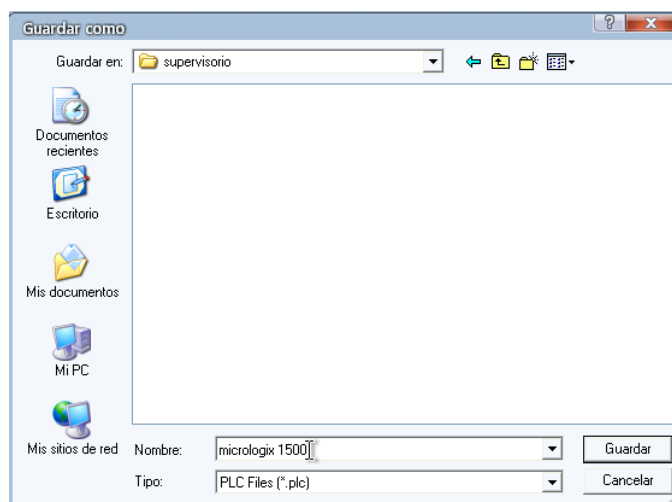 Guardar como
Guardar en:
supervisorio
Documentos
recientes
Escritorio
Mis documentos
Mi PC
Mis sitios de red
Nombre:
micrologix 1500
Guardar
Tipo:
PLC Files (*.plc)
Cancelar